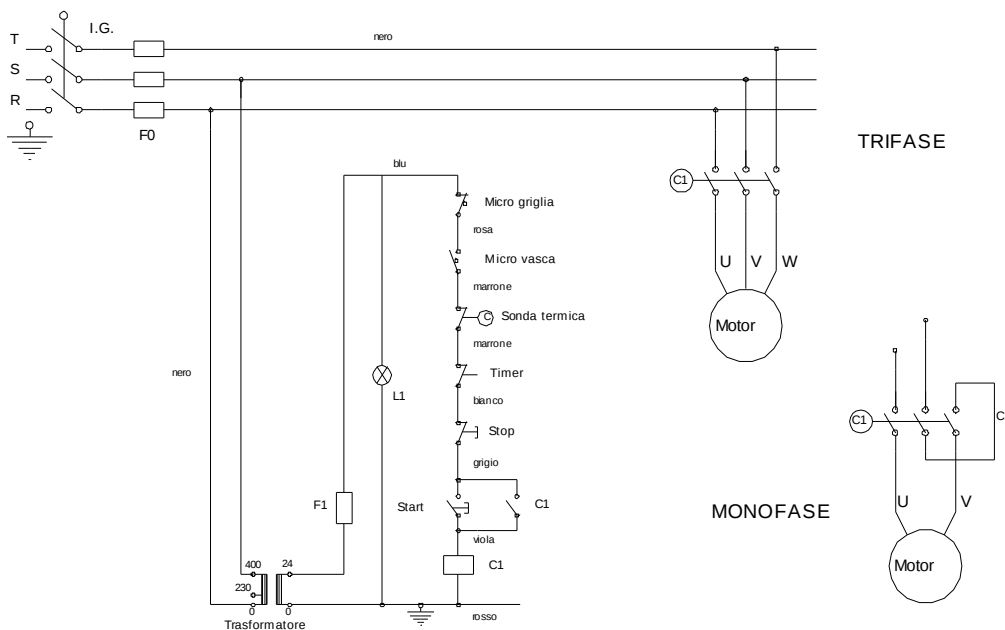 I.G.
T
nero
S
R
F0
TRIFASE
blu
C1
Micro griglia
rosa
Micro vasca
U V W
marrone
C Sonda termica
Motor
marrone
nero
Timer
L1
bianco
C1
C
Stop
grigio
F1
Start
C1
U
V
MONOFASE
viola
400
24
C1
Motor
230
0
0
rosso
Trasformatore